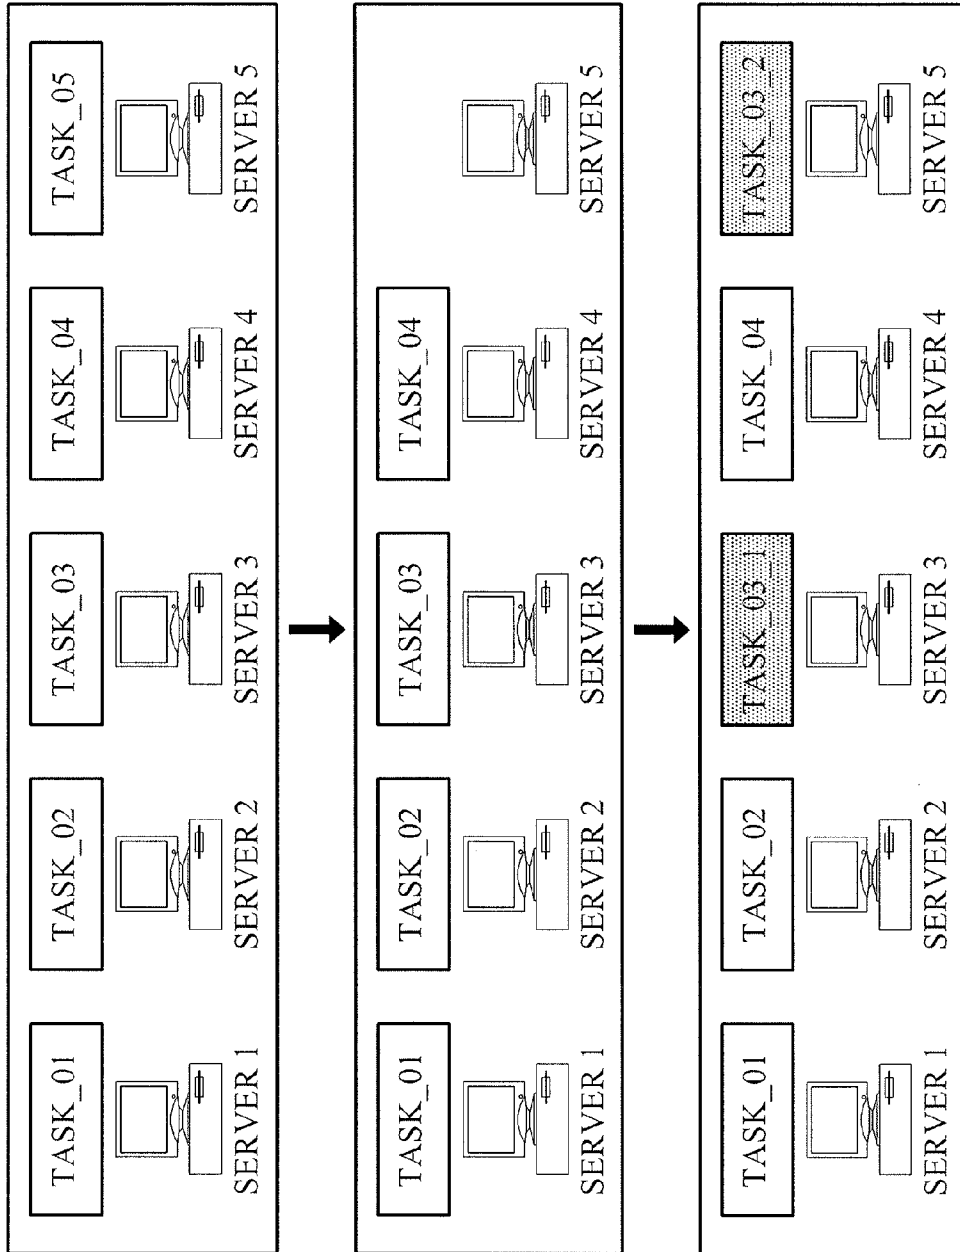 TASK_01
TASK_02
TASK_03
TASK_04
TASK_05
SERVER 1
SERVER 2
SERVER 3
SERVER 4
SERVER 5
TASK_01
TASK_02
TASK_03
TASK_04
SERVER 1
SERVER 2
SERVER 3
SERVER 4
SERVER 5
TASK_01
TASK_02
TASK_03_1
TASK_04
TASK_03_2
SERVER 1
SERVER 2
SERVER 3
SERVER 4
SERVER 5